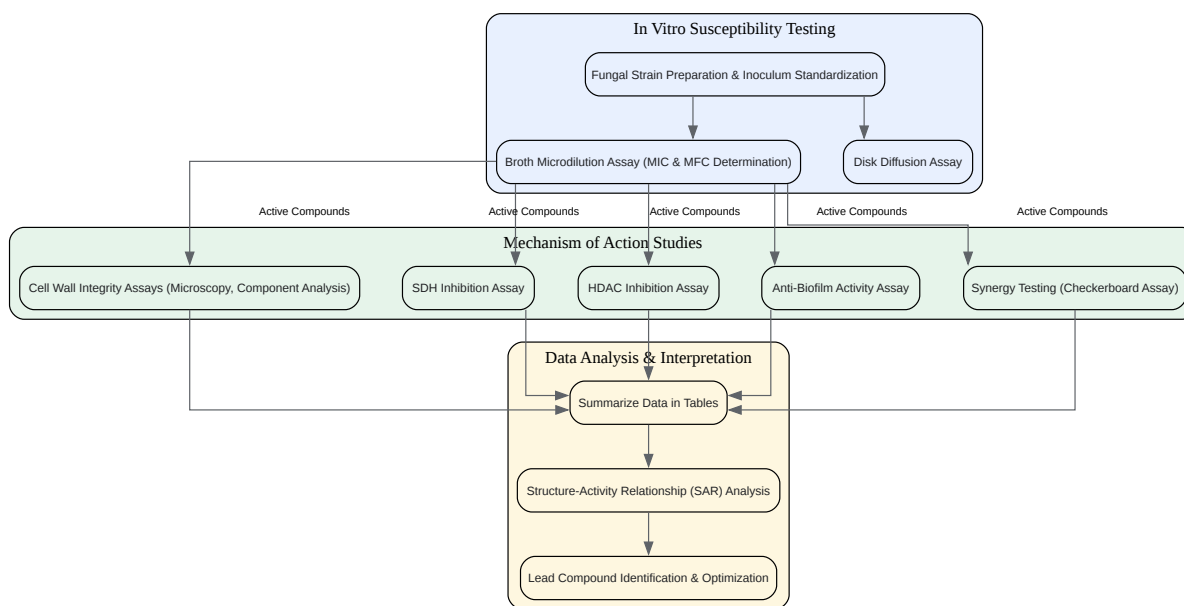 In Vitro Susceptibility Testing
Fungal Strain Preparation & Inoculum Standardization
Broth Microdilution Assay (MIC & MFC Determination)
Disk Diffusion Assay
Active Compounds
Active Compounds
Active Compounds
Active Compounds
Active Compounds
Mechanism of Action Studies
Cell Wall Integrity Assays (Microscopy, Component Analysis)
SDH Inhibition Assay
HDAC Inhibition Assay
Anti-Biofilm Activity Assay
Synergy Testing (Checkerboard Assay)
Data Analysis & Interpretation
Summarize Data in Tables
Structure-Activity Relationship (SAR) Analysis
Lead Compound Identification & Optimization